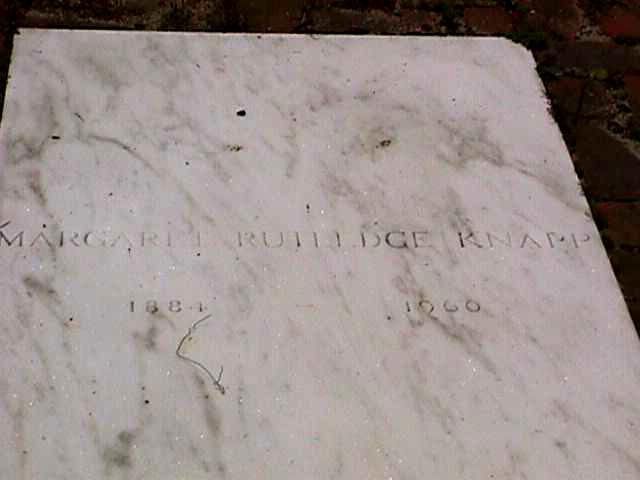 MARGARET RUTLEDGE KNAPP
1884 - 1960